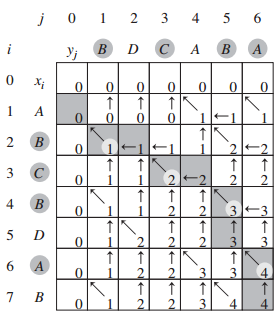 j 0 1 2 3 4 5 6
i y_j B D C A B A
0 x_i 0 0 0 0 0 0 0
1 A 0 ↑0 ↑0 ↑0 ↖1 ←1 ↖1
2 B 0 ↖1 ←1 ←1 ↑1 ↖2 ←2
3 C 0 ↑1 ↑1 ↖2 ←2 ↑2 ↑2
4 B 0 ↖1 ↑1 ↑2 ↑2 ↖3 ←3
5 D 0 ↑1 ↖2 ↑2 ↑2 ↑3 ↑3
6 A 0 ↑1 ↑2 ↑2 ↖3 ↑3 ↖4
7 B 0 ↖1 ↑2 ↑2 ↑3 ↖4 ↑4